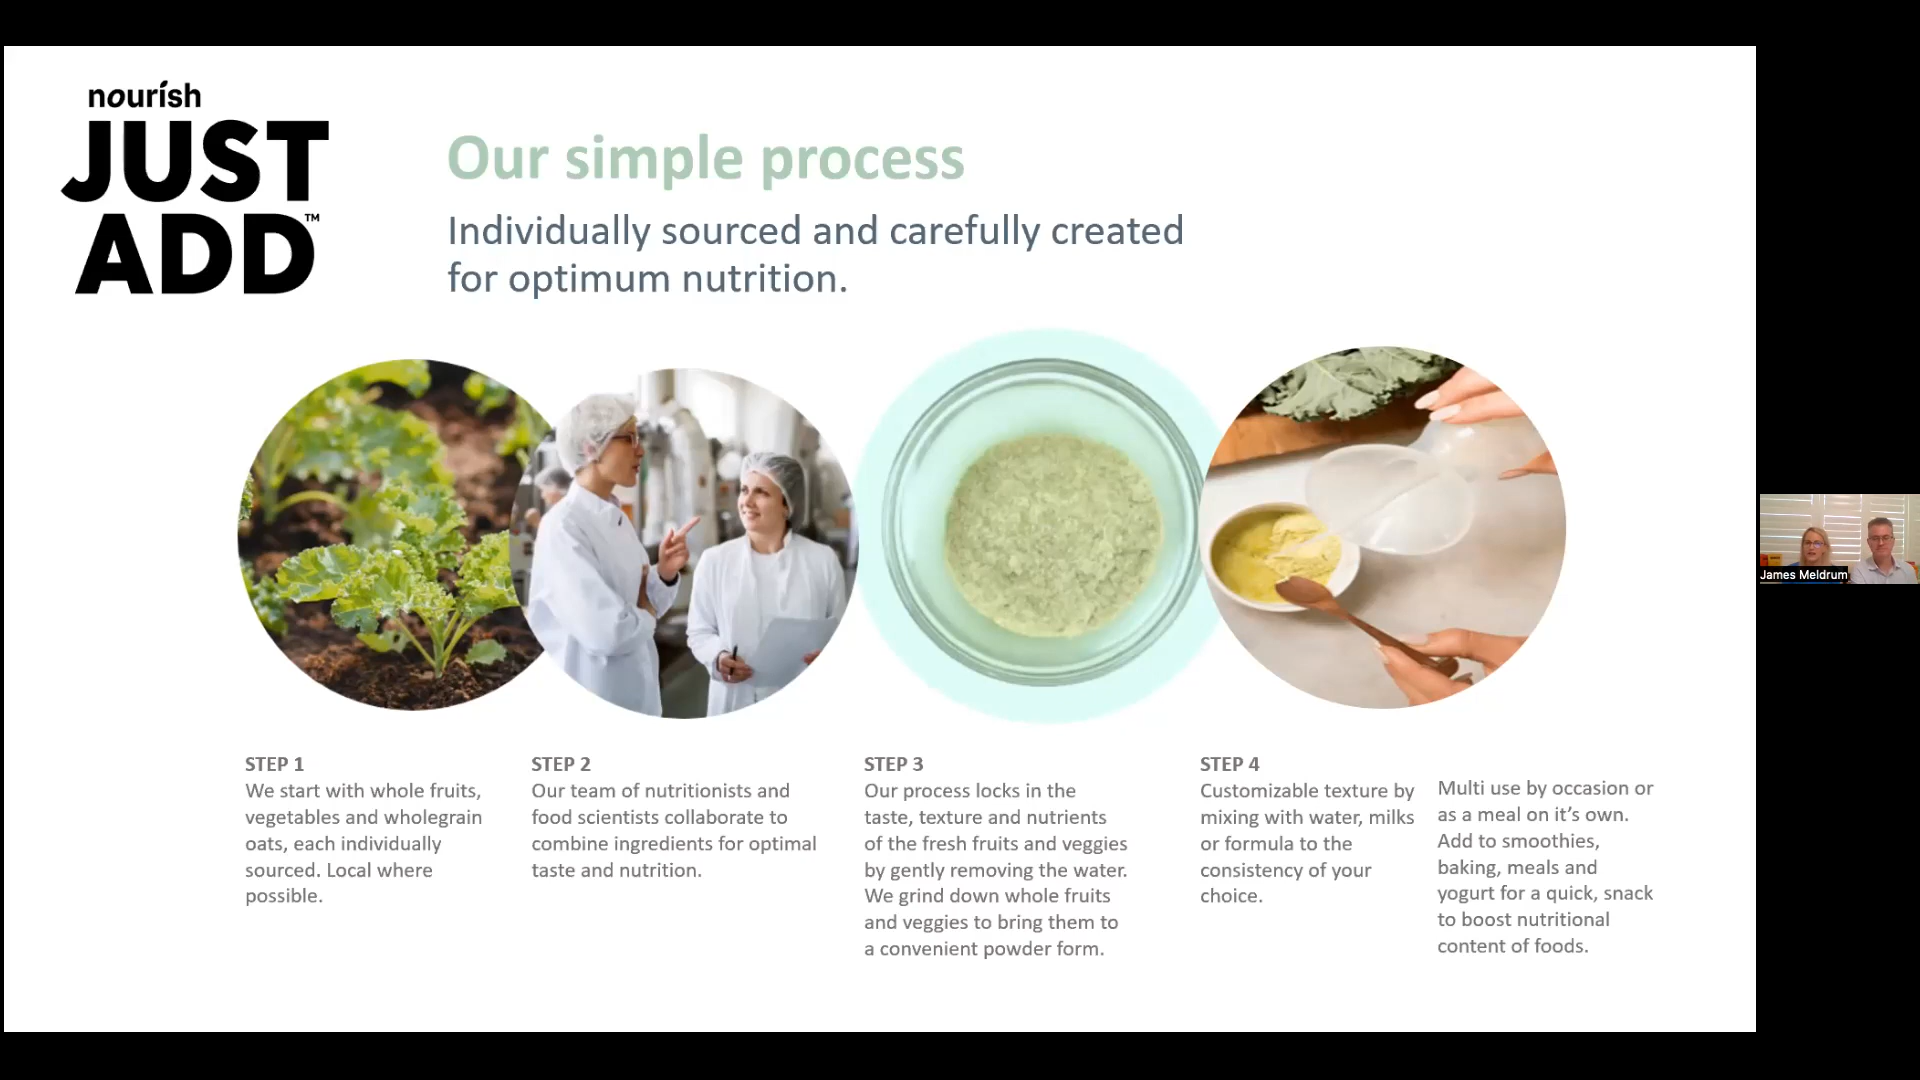 nourish
JUST
ADD™
Our simple process
Individually sourced and carefully created
for optimum nutrition.
STEP 1
We start with whole fruits,
vegetables and wholegrain
oats, each individually
sourced. Local where
possible.
STEP 2
Our team of nutritionists and
food scientists collaborate to
combine ingredients for optimal
taste and nutrition.
STEP 3
Our process locks in the
taste, texture and nutrients
of the fresh fruits and veggies
by gently removing the water.
We grind down whole fruits
and veggies to bring them to
a convenient powder form.
STEP 4
Customizable texture by
mixing with water, milks
or formula to the
consistency of your
choice.
Multi use by occasion or
as a meal on it’s own.
Add to smoothies,
baking, meals and
yogurt for a quick, snack
to boost nutritional
content of foods.
James Meldrum